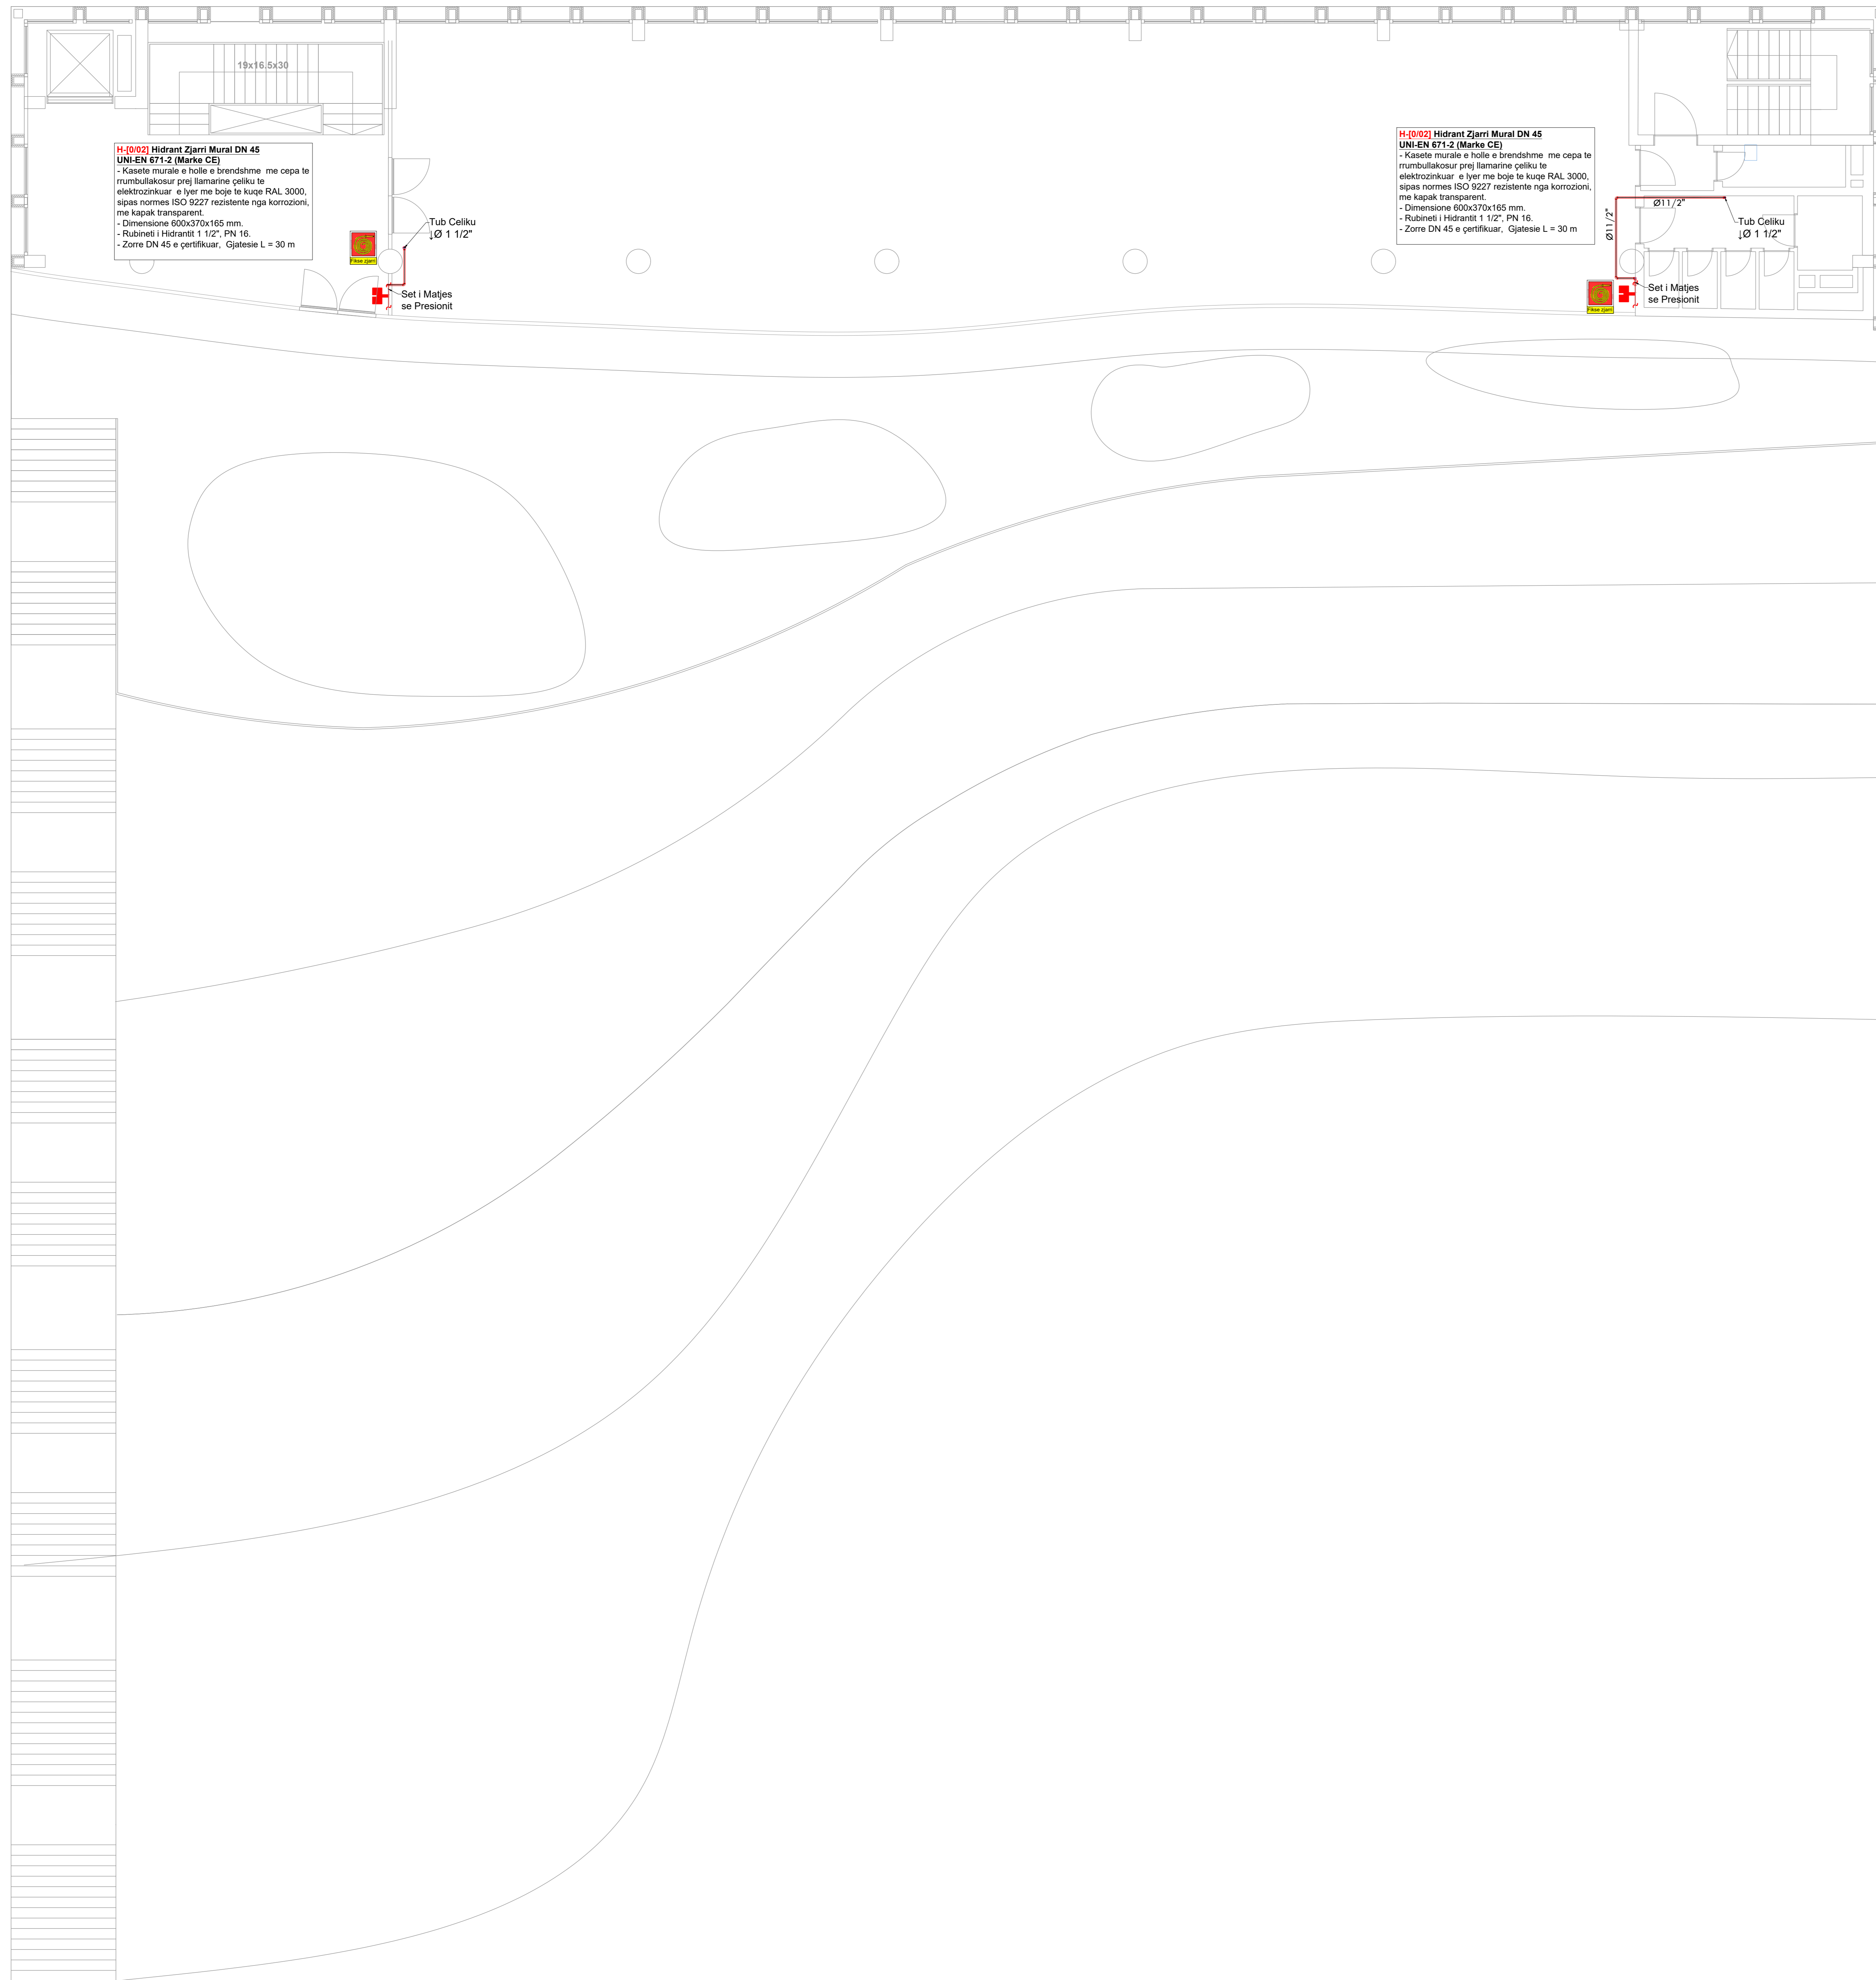 19x16.5x30
H-[0/02] Hidrant Zjarri Mural DN 45
UNI-EN 671-2 (Marke CE)
- Kasete murale e holle e brendshme  me cepa te
rrumbullakosur prej llamarine çeliku te
elektrozinkuar  e lyer me boje te kuqe RAL 3000,
sipas normes ISO 9227 rezistente nga korrozioni,
me kapak transparent.
- Dimensione 600x370x165 mm.
- Rubineti i Hidrantit 1 1/2", PN 16.
- Zorre DN 45 e çertifikuar,  Gjatesie L = 30 m
Tub Celiku
↓Ø 1 1/2"
Fikse zjarri
Set i Matjes
se Presionit
H-[0/02] Hidrant Zjarri Mural DN 45
UNI-EN 671-2 (Marke CE)
- Kasete murale e holle e brendshme  me cepa te
rrumbullakosur prej llamarine çeliku te
elektrozinkuar  e lyer me boje te kuqe RAL 3000,
sipas normes ISO 9227 rezistente nga korrozioni,
me kapak transparent.
- Dimensione 600x370x165 mm.
- Rubineti i Hidrantit 1 1/2", PN 16.
- Zorre DN 45 e çertifikuar,  Gjatesie L = 30 m
Ø11/2"
Ø11/2"
Tub Celiku
↓Ø 1 1/2"
Set i Matjes
se Presionit
Fikse zjarri